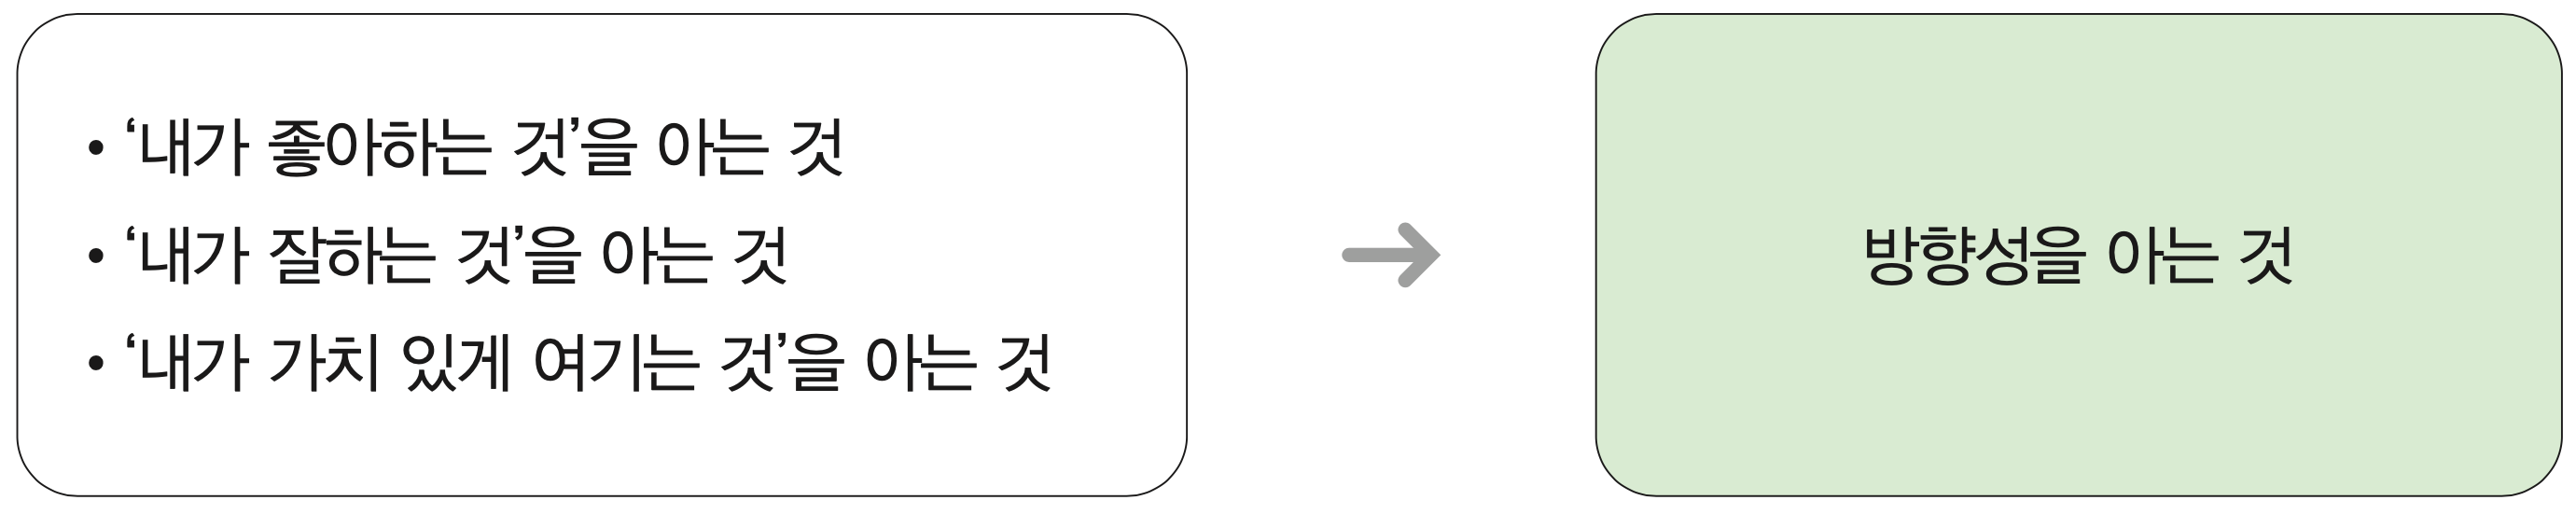 • ‘내가 좋아하는 것’을 아는 것
• ‘내가 잘하는 것’을 아는 것
• ‘내가 가치 있게 여기는 것’을 아는 것
방향성을 아는 것